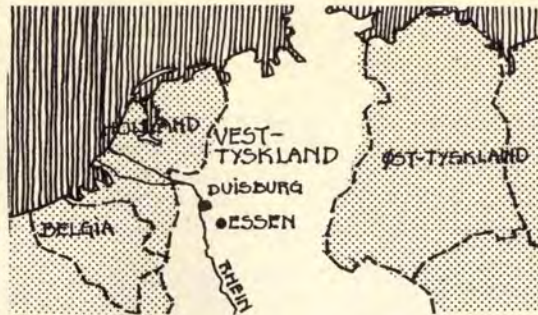 HOLLAND
VEST-
TYSKLAND
ØST-TYSKLAND
DUISBURG
ESSEN
BELGIA
RHEIN